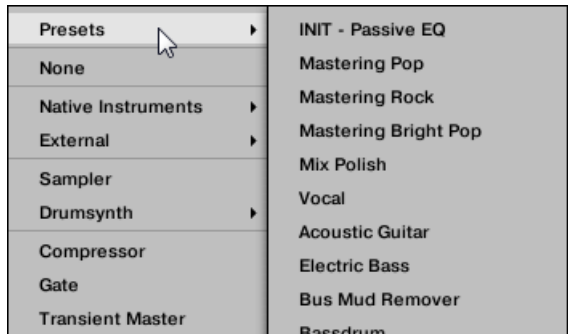 Presets
None
Native Instruments
External
Sampler
Drumsynth
Compressor
Gate
Transient Master
INIT - Passive EQ
Mastering Pop
Mastering Rock
Mastering Bright Pop
Mix Polish
Vocal
Acoustic Guitar
Electric Bass
Bus Mud Remover
Bassdrum